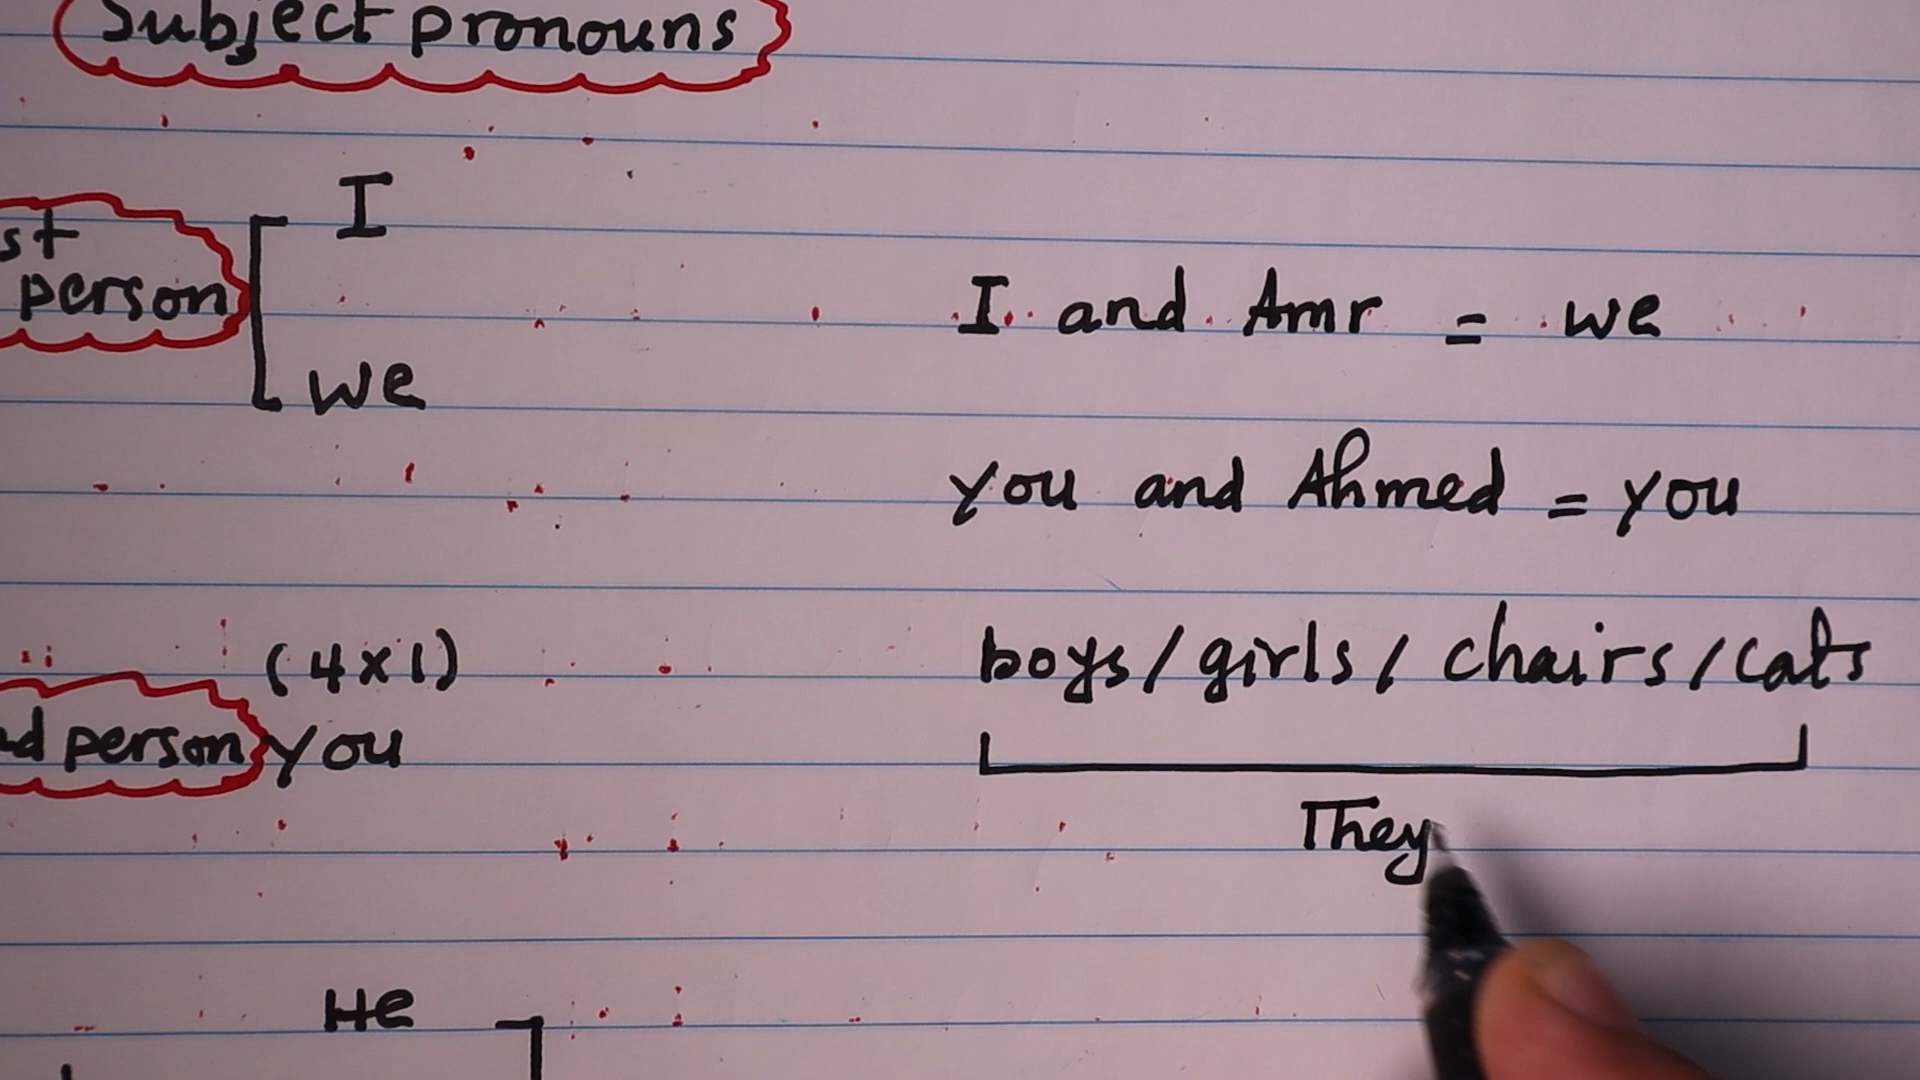 Subject pronouns
I
st
person
we
I and Amr = we
you and Ahmed = you
(4x1)
nd person you
boys / girls / chairs / cats
They
He